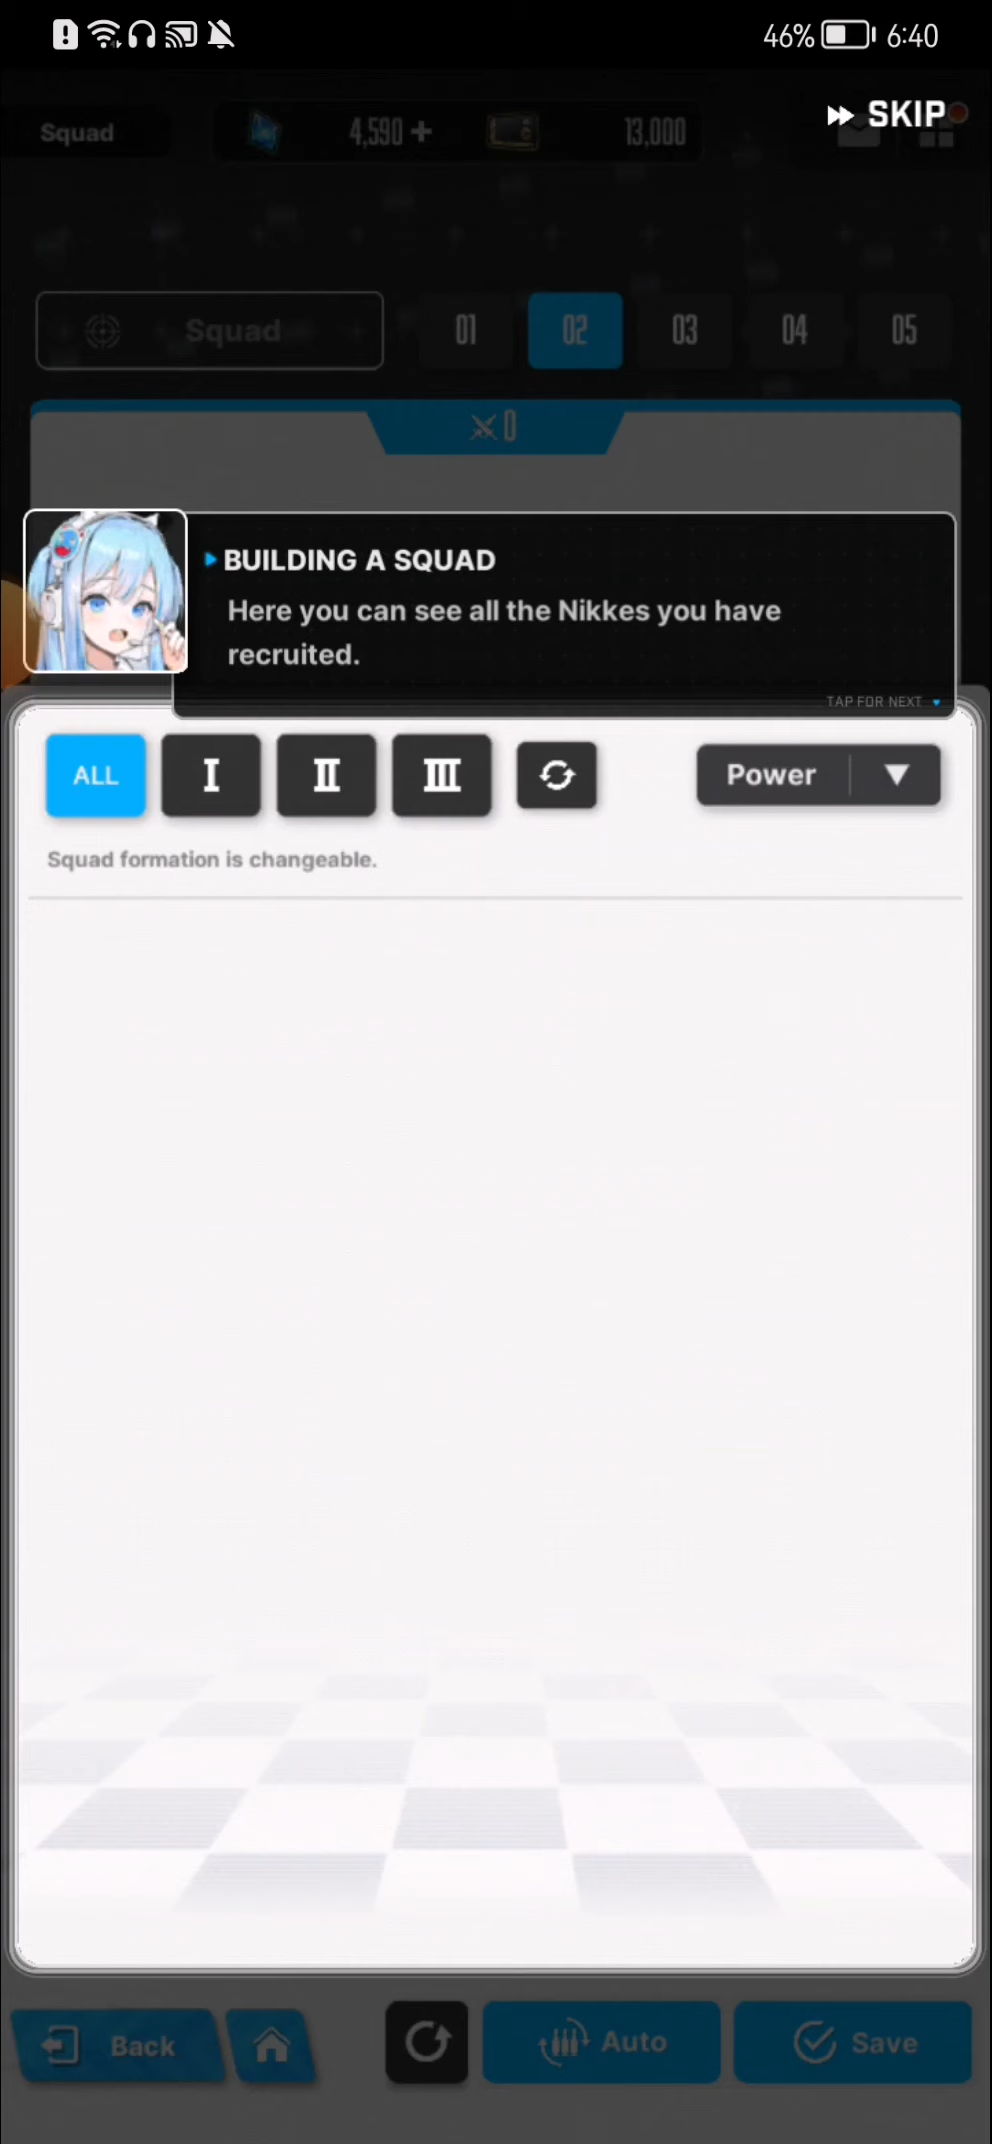 46% 6:40
SKIP
Squad 4,590 + 13,000
Squad 01 02 03 04 05
0
BUILDING A SQUAD
Here you can see all the Nikkes you have
recruited.
TAP FOR NEXT
ALL I II III Power
Squad formation is changeable.
Back Auto Save